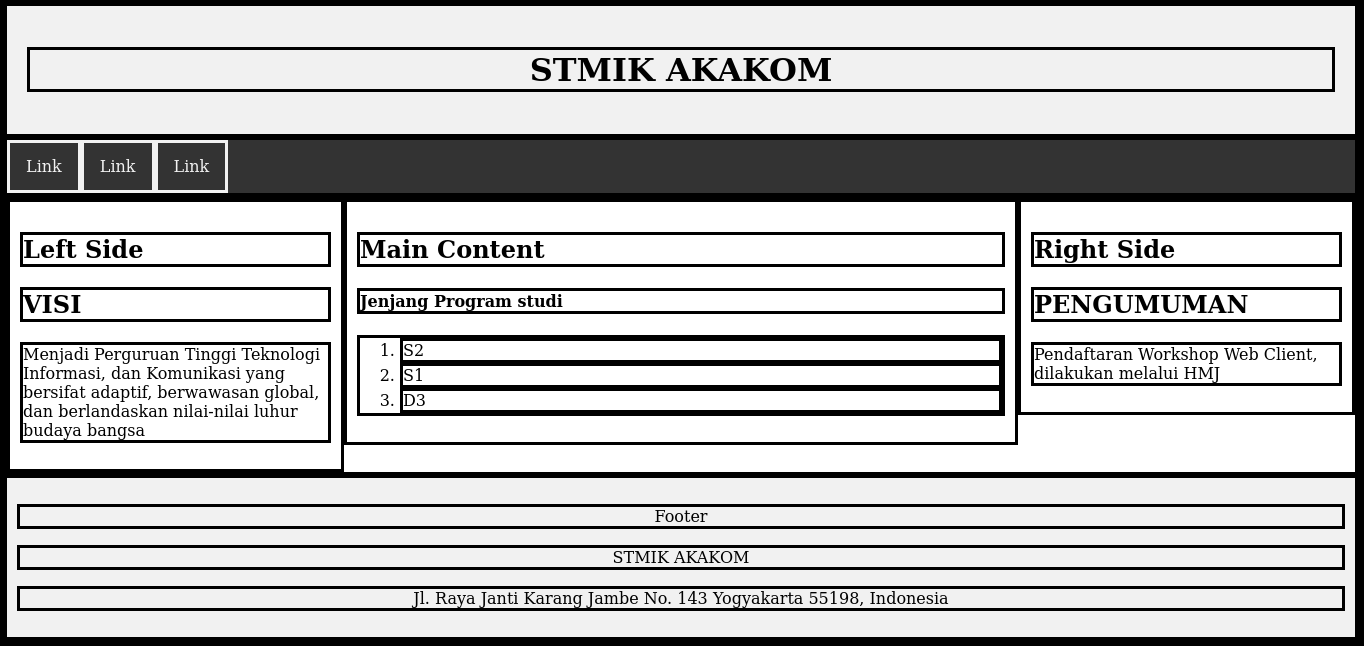 STMIK AKAKOM
Link Link Link
Left Side
VISI
Menjadi Perguruan Tinggi Teknologi
Informasi, dan Komunikasi yang
bersifat adaptif, berwawasan global,
dan berlandaskan nilai-nilai luhur
budaya bangsa
Main Content
Jenjang Program studi
1. S2
2. S1
3. D3
Right Side
PENGUMUMAN
Pendaftaran Workshop Web Client,
dilakukan melalui HMJ
Footer
STMIK AKAKOM
Jl. Raya Janti Karang Jambe No. 143 Yogyakarta 55198, Indonesia